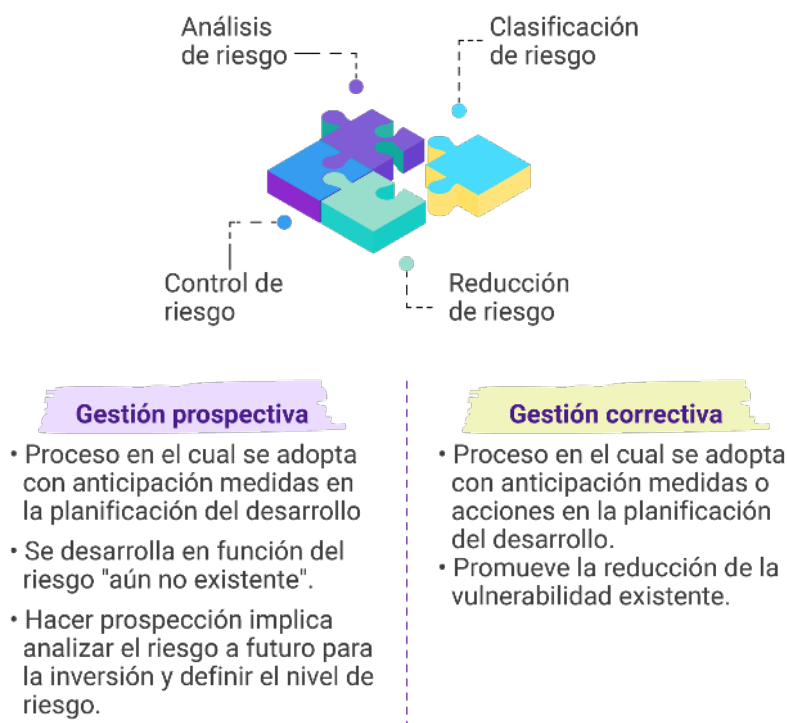 Análisis
de riesgo
Clasificación
de riesgo
Control de
riesgo
Reducción
de riesgo
Gestión prospectiva
• Proceso en el cual se adopta
con anticipación medidas en
la planificación del desarrollo
• Se desarrolla en función del
riesgo "aún no existente".
• Hacer prospección implica
analizar el riesgo a futuro para
la inversión y definir el nivel de
riesgo.
Gestión correctiva
• Proceso en el cual se adopta
con anticipación medidas o
acciones en la planificación
del desarrollo.
• Promueve la reducción de la
vulnerabilidad existente.